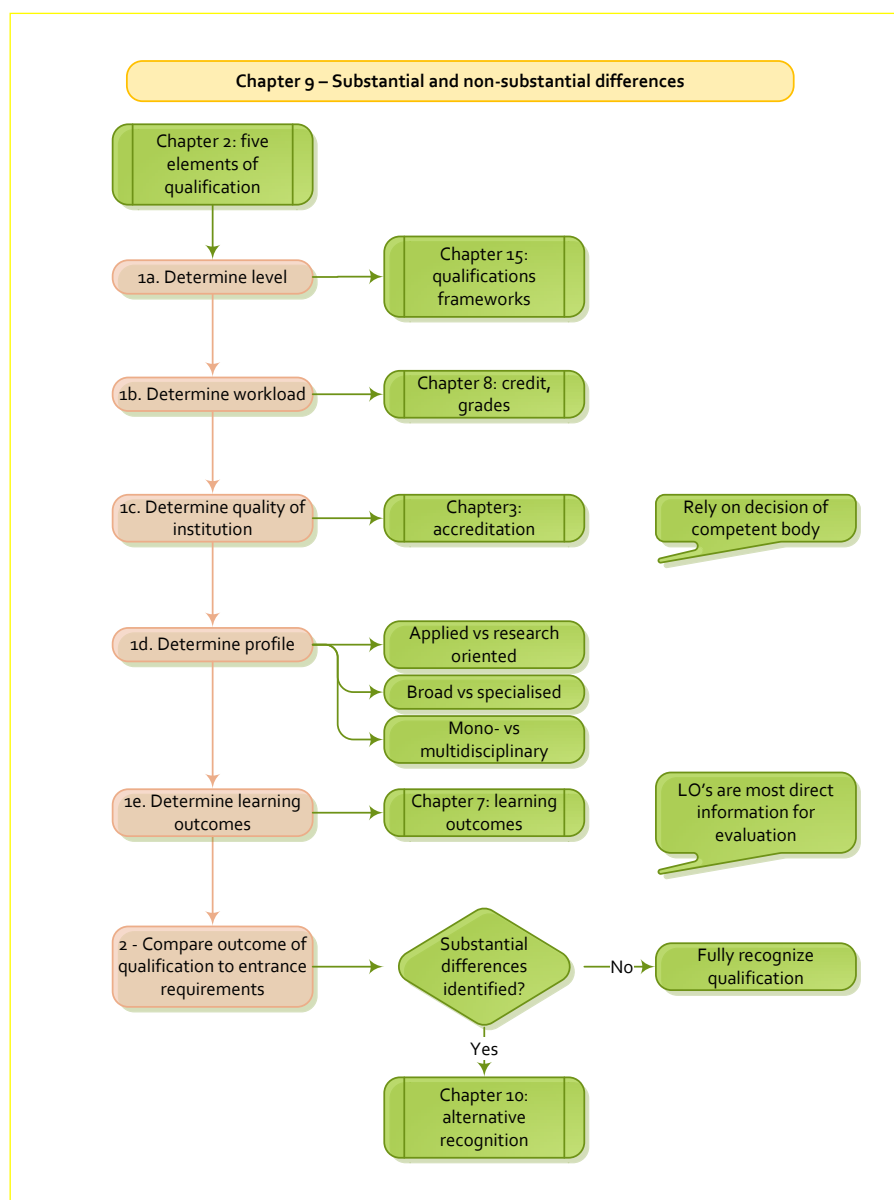 Chapter 9 – Substantial and non-substantial differences
Chapter 2: five
elements of
qualification
1a. Determine level
Chapter 15:
qualifications
frameworks
1b. Determine workload
Chapter 8: credit,
grades
1c. Determine quality of
institution
Chapter3:
accreditation
Rely on decision of
competent body
1d. Determine profile
Applied vs research
oriented
Broad vs specialised
Mono- vs
multidisciplinary
1e. Determine learning
outcomes
Chapter 7: learning
outcomes
LO's are most direct
information for
evaluation
2 - Compare outcome of
qualification to entrance
requirements
Substantial
differences
identified?
No
Fully recognize
qualification
Yes
Chapter 10:
alternative
recognition